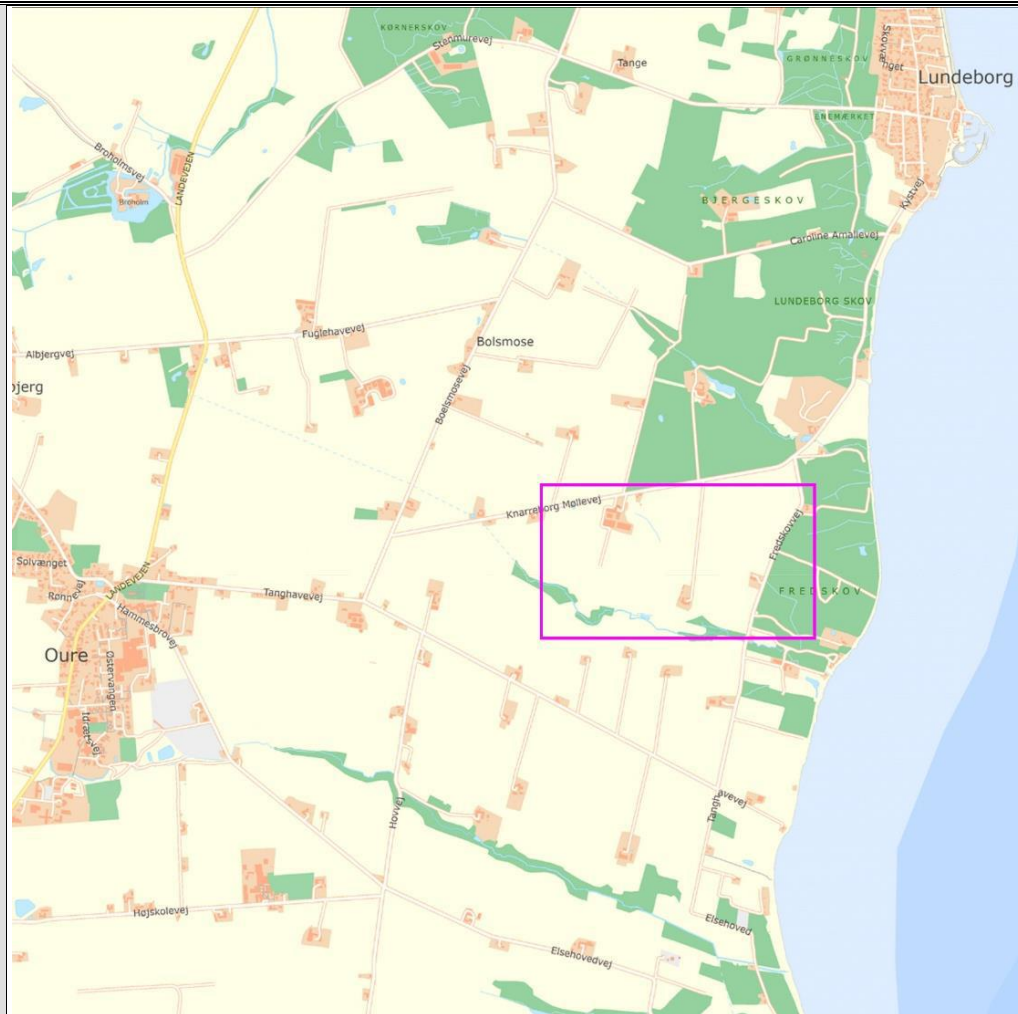 KØRNERSKOV
Stenmurevej
Tange
Skovvænget
GRØNNESKOV
Lundeborg
ENEMÆRKET
Broholmsvej
LANDEVEJEN
Broholm
BJERGESKOV
Kystvej
Caroline Amalievej
LUNDEBORG SKOV
Fuglehavevej
Bolsmose
Albjergvej
bjerg
Boelsmosevej
Knarreborg Møllevej
Fredskovvej
Solvænget
LANDEVEJEN
Rønnevej
Tanghavevej
FREDSKOV
Hammesbrovej
Oure
Østervangen
Idrætsvej
Hovvej
Tanghavevej
Højskolevej
Elsehoved
Elsehovedvej